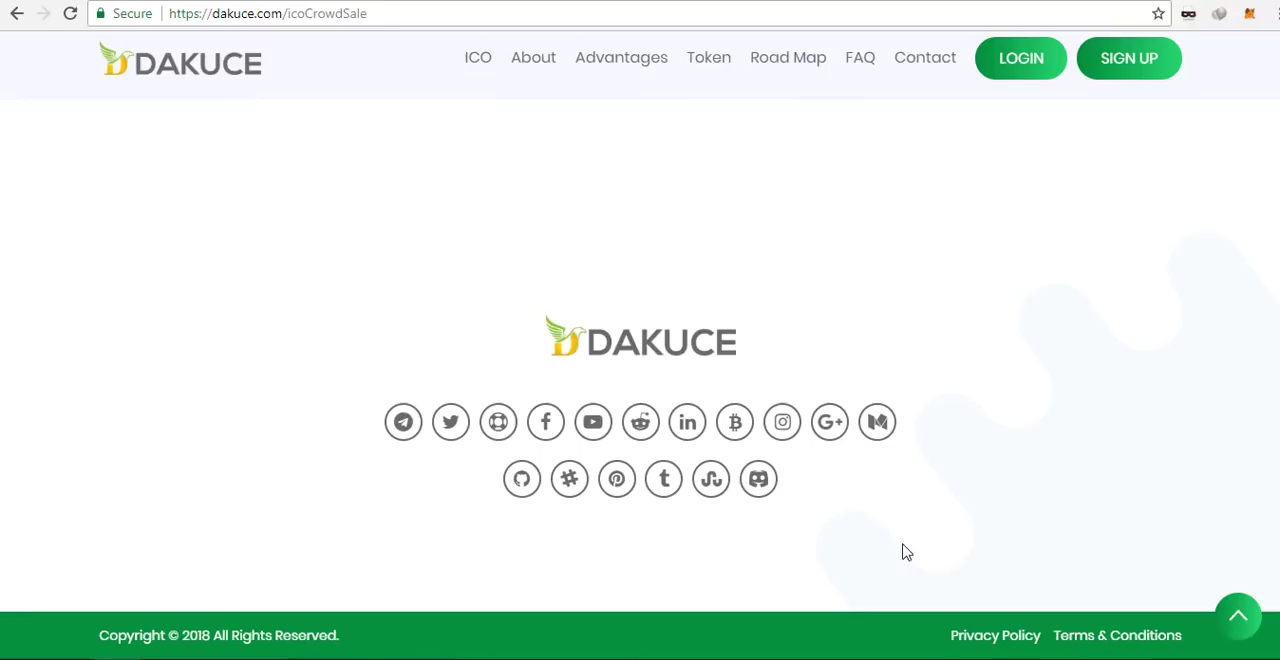 Secure https://dakuce.com/icoCrowdSale
DAKUCE ICO About Advantages Token Road Map FAQ Contact LOGIN SIGN UP
DAKUCE
Copyright © 2018 All Rights Reserved. Privacy Policy Terms & Conditions